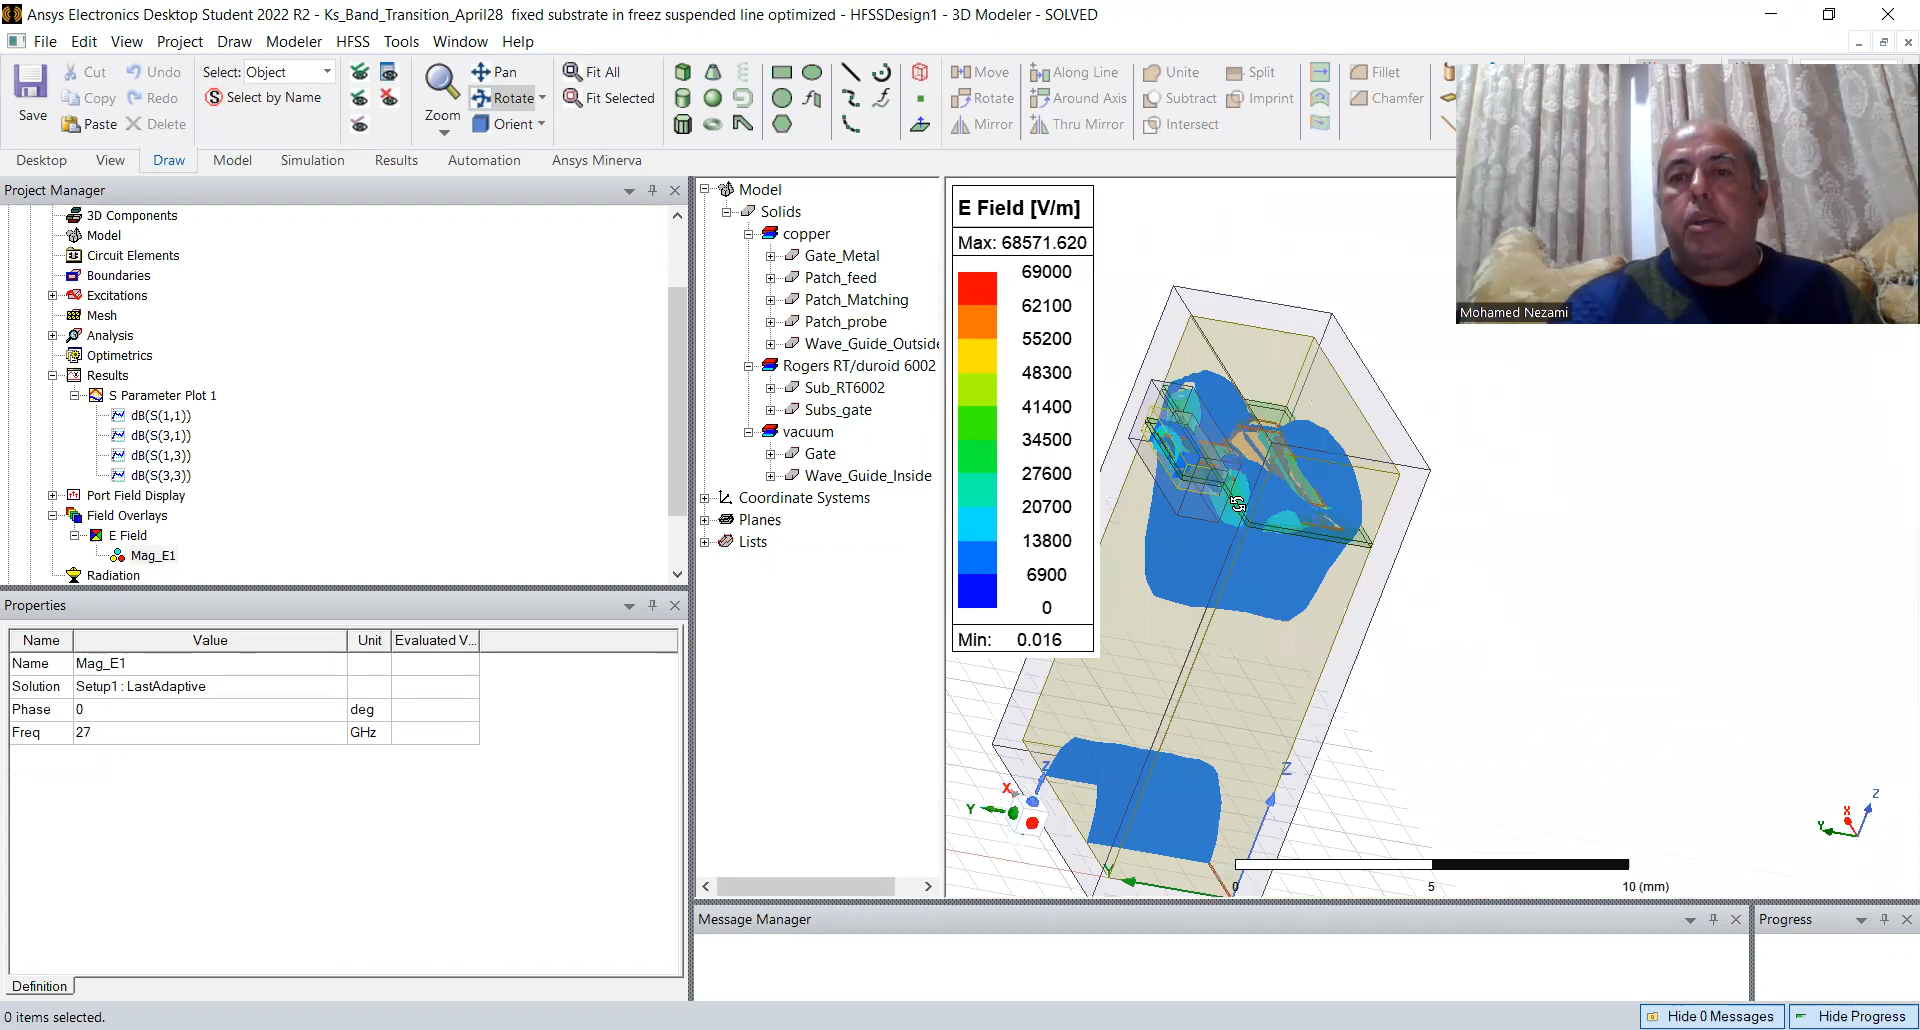 Ansys Electronics Desktop Student 2022 R2 - Ks_Band_Transition_April28  fixed substrate in freez suspended line optimized - HFSSDesign1 - 3D Modeler - SOLVED
File Edit View Project Draw Modeler HFSS Tools Window Help
Save
Cut
Copy
Paste
Undo
Redo
Delete
Select: Object
Select by Name
Zoom
Pan
Rotate
Orient
Fit All
Fit Selected
Move
Rotate
Mirror
Along Line
Around Axis
Thru Mirror
Unite
Subtract
Intersect
Split
Imprint
Fillet
Chamfer
Desktop View Draw Model Simulation Results Automation Ansys Minerva
Project Manager
3D Components
Model
Circuit Elements
Boundaries
Excitations
Mesh
Analysis
Optimetrics
Results
S Parameter Plot 1
dB(S(1,1))
dB(S(3,1))
dB(S(1,3))
dB(S(3,3))
Port Field Display
Field Overlays
E Field
Mag_E1
Radiation
Properties
Name Value Unit Evaluated V...
Name Mag_E1
Solution Setup1 : LastAdaptive
Phase 0 deg
Freq 27 GHz
Definition
0 items selected.
Model
Solids
copper
Gate_Metal
Patch_feed
Patch_Matching
Patch_probe
Wave_Guide_Outside
Rogers RT/duroid 6002
Sub_RT6002
Subs_gate
vacuum
Gate
Wave_Guide_Inside
Coordinate Systems
Planes
Lists
E Field [V/m]
Max: 68571.620
69000
62100
55200
48300
41400
34500
27600
20700
13800
6900
0
Min: 0.016
Z
X
Y
Z
Y
0 5 10 (mm)
Z
X
Y
Mohamed Nezami
Message Manager
Progress
Hide 0 Messages
Hide Progress